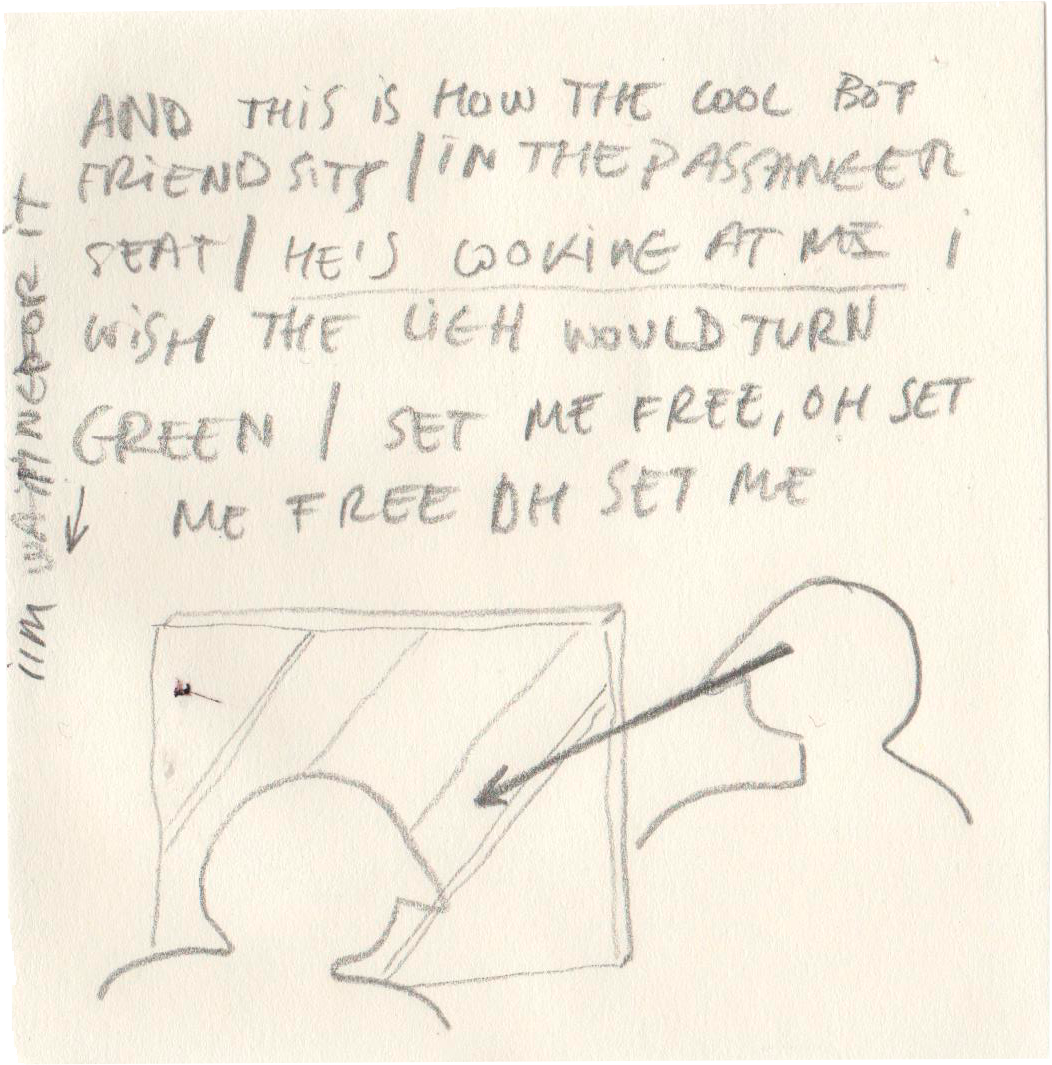 AND THIS IS HOW THE COOL BOY
FRIEND SITS / IN THE PASSANGER
SEAT / HE'S LOOKING AT ME I
WISH THE LIGH WOULD TURN
GREEN / SET ME FREE, OH SET
ME FREE OH SET ME
I'M WAITING FOR IT